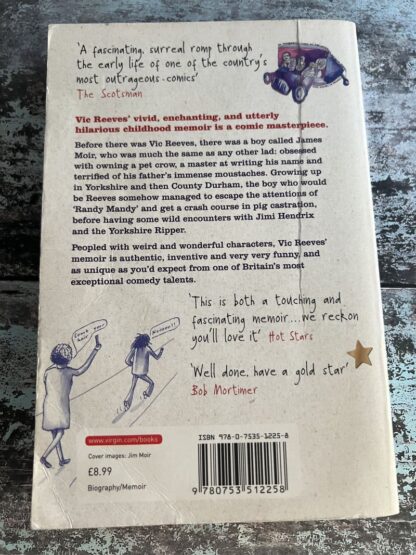 'A fascinating, surreal romp through
the early life of one of the country's
most outrageous comics'
The Scotsman
Vic Reeves' vivid, enchanting, and utterly
hilarious childhood memoir is a comic masterpiece.
Before there was Vic Reeves, there was a boy called James
Moir, who was much the same as any other lad: obsessed
with owning a pet crow, a master at writing his name and
terrified of his father's immense moustaches. Growing up
in Yorkshire and then County Durham, the boy who would
be Reeves somehow managed to escape the attentions of
'Randy Mandy' and get a crash course in pig castration,
before having some wild encounters with Jimi Hendrix
and the Yorkshire Ripper.
Peopled with weird and wonderful characters, Vic Reeves'
memoir is authentic, inventive and very very funny, and
as unique as you'd expect from one of Britain's most
exceptional comedy talents.
'This is both a touching and
fascinating memoir....we reckon
you'll love it' Hot Stars
'Well done, have a gold star'
Bob Mortimer
www.virgin.com/books
Cover images: Jim Moir
£8.99
Biography/Memoir
ISBN 978-0-7535-1225-8
9 780753 512258